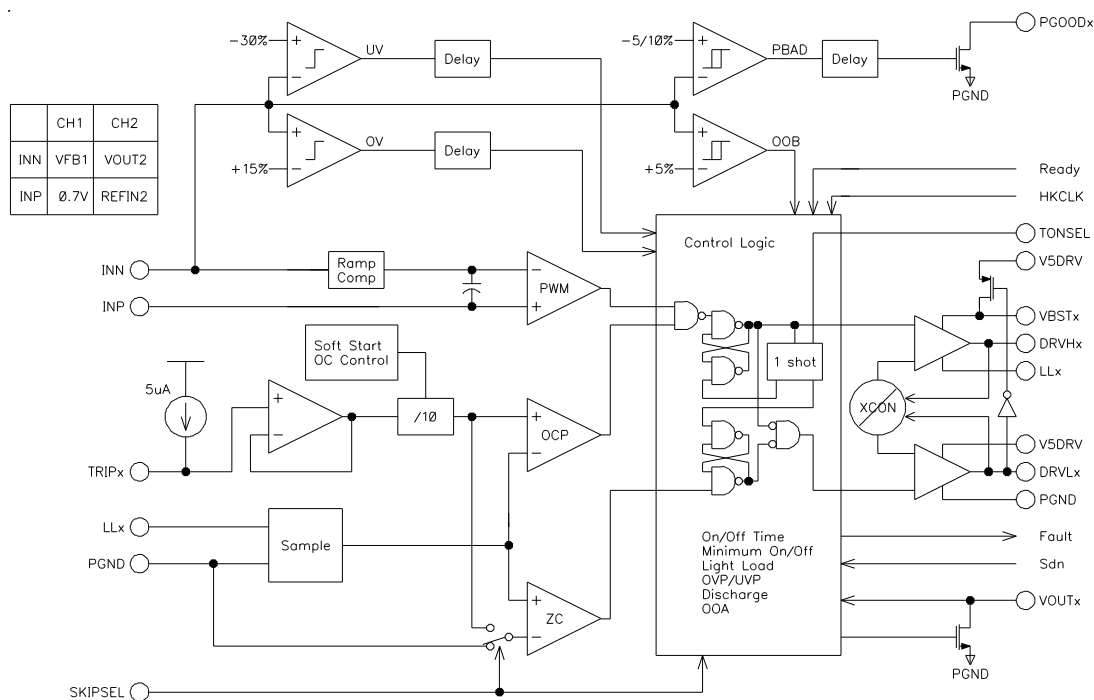 PGOODx
-30%
+
-
UV
Delay
-5/10%
+
-
PBAD
Delay
PGND
CH1 CH2
INN VFB1 VOUT2
INP 0.7V REFIN2
+
-
+15%
OV
Delay
+
-
+5%
OOB
Ready
HKCLK
Control Logic
TONSEL
INN
Ramp
Comp
-
+
PWM
V5DRV
INP
VBSTx
Soft Start
OC Control
1 shot
DRVHx
LLx
5uA
+
-
/10
+
-
OCP
XCON
V5DRV
TRIPx
DRVLx
PGND
LLx
Sample
PGND
On/Off Time
Minimum On/Off
Light Load
OVP/UVP
Discharge
OOA
Fault
Sdn
+
-
ZC
VOUTx
PGND
SKIPSEL